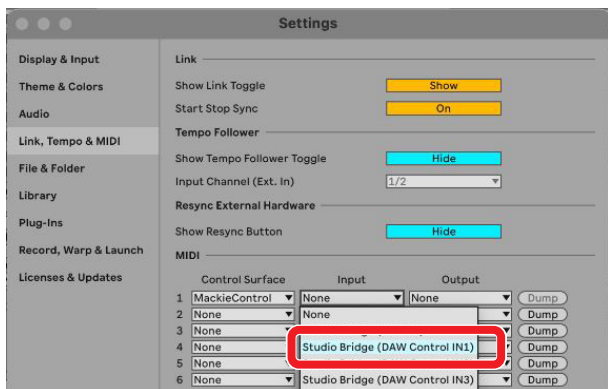 Settings
Display & Input
Theme & Colors
Audio
Link, Tempo & MIDI
File & Folder
Library
Plug-Ins
Record, Warp & Launch
Licenses & Updates
Link
Show Link Toggle Show
Start Stop Sync On
Tempo Follower
Show Tempo Follower Toggle Hide
Input Channel (Ext. In) 1/2
Resync External Hardware
Show Resync Button Hide
MIDI
Control Surface Input Output
1 MackieControl None None Dump
2 None None Dump
3 None Dump
4 None Studio Bridge (DAW Control IN1) Dump
5 None Dump
6 None Studio Bridge (DAW Control IN3) Dump